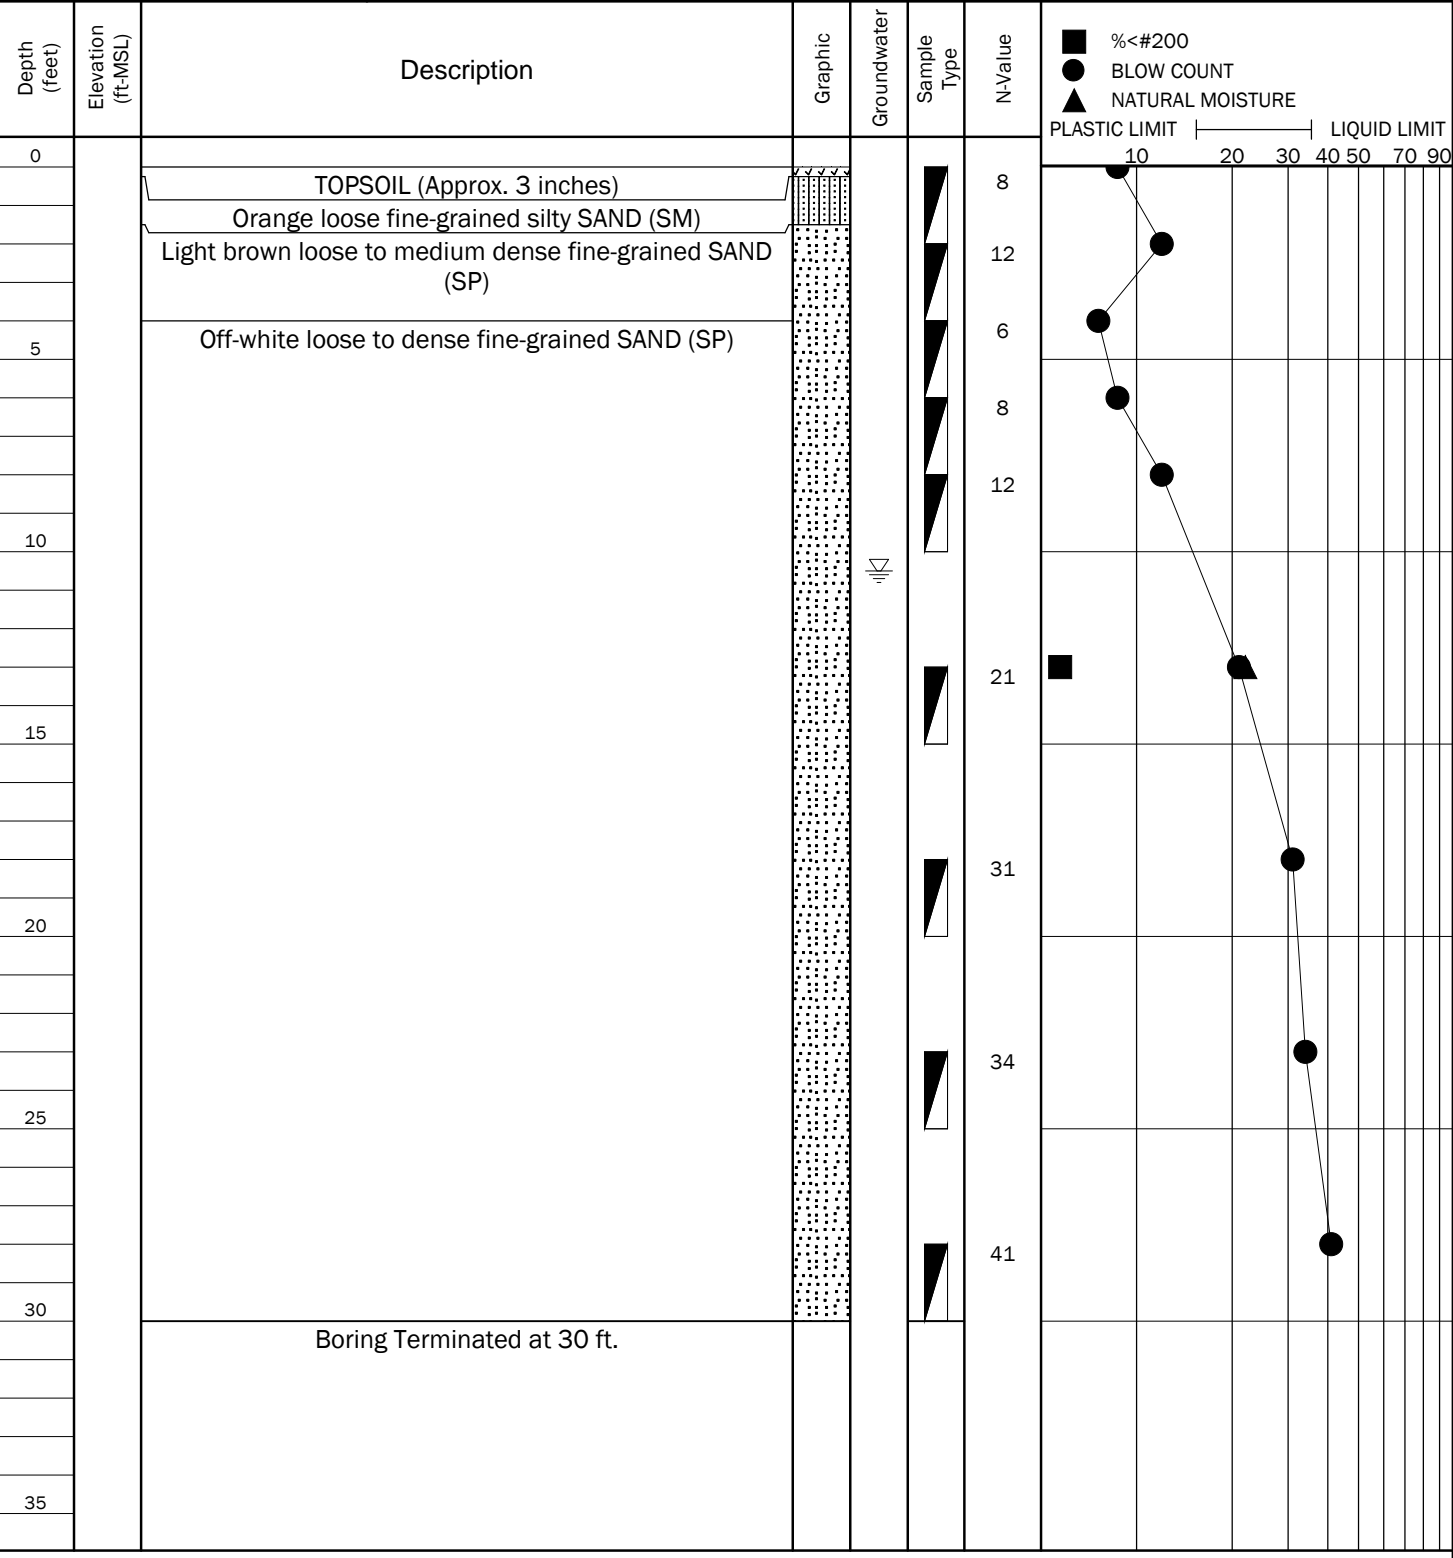 Depth
(feet)
Elevation
(ft-MSL)
Description
Graphic
Groundwater
Sample
Type
N-Value
%<#200
BLOW COUNT
NATURAL MOISTURE
PLASTIC LIMIT LIQUID LIMIT
10 20 30 40 50 70 90
0
TOPSOIL (Approx. 3 inches)
8
Orange loose fine-grained silty SAND (SM)
Light brown loose to medium dense fine-grained SAND
(SP)
12
Off-white loose to dense fine-grained SAND (SP)
6
5
8
12
10
21
15
31
20
34
25
41
30
Boring Terminated at 30 ft.
35